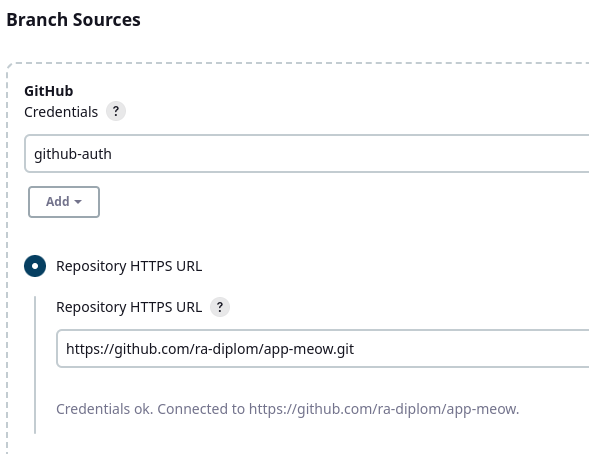 Branch Sources
GitHub
Credentials ?
github-auth
Add
Repository HTTPS URL
Repository HTTPS URL ?
https://github.com/ra-diplom/app-meow.git
Credentials ok. Connected to https://github.com/ra-diplom/app-meow.